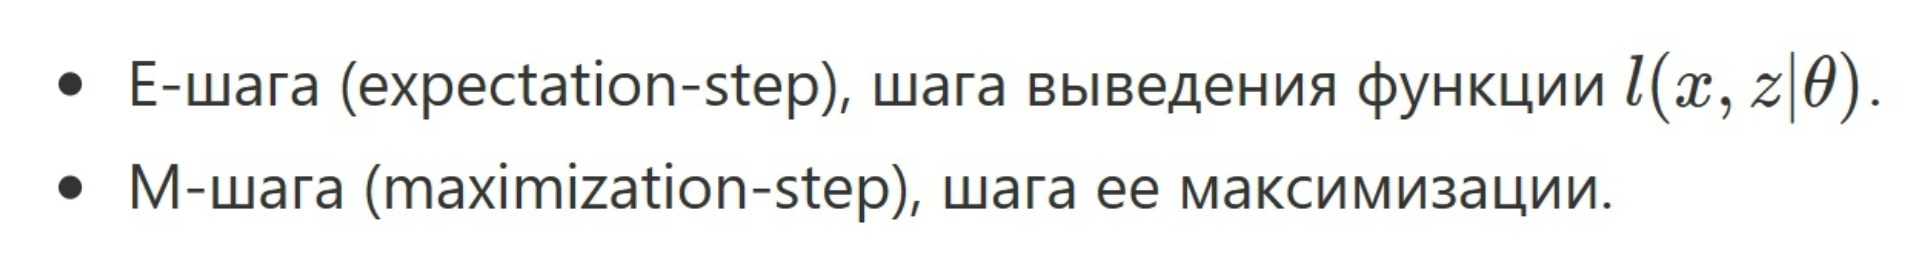 • Е-шага (expectation-step), шага выведения функции l(x, z|θ).
• М-шага (maximization-step), шага ее максимизации.